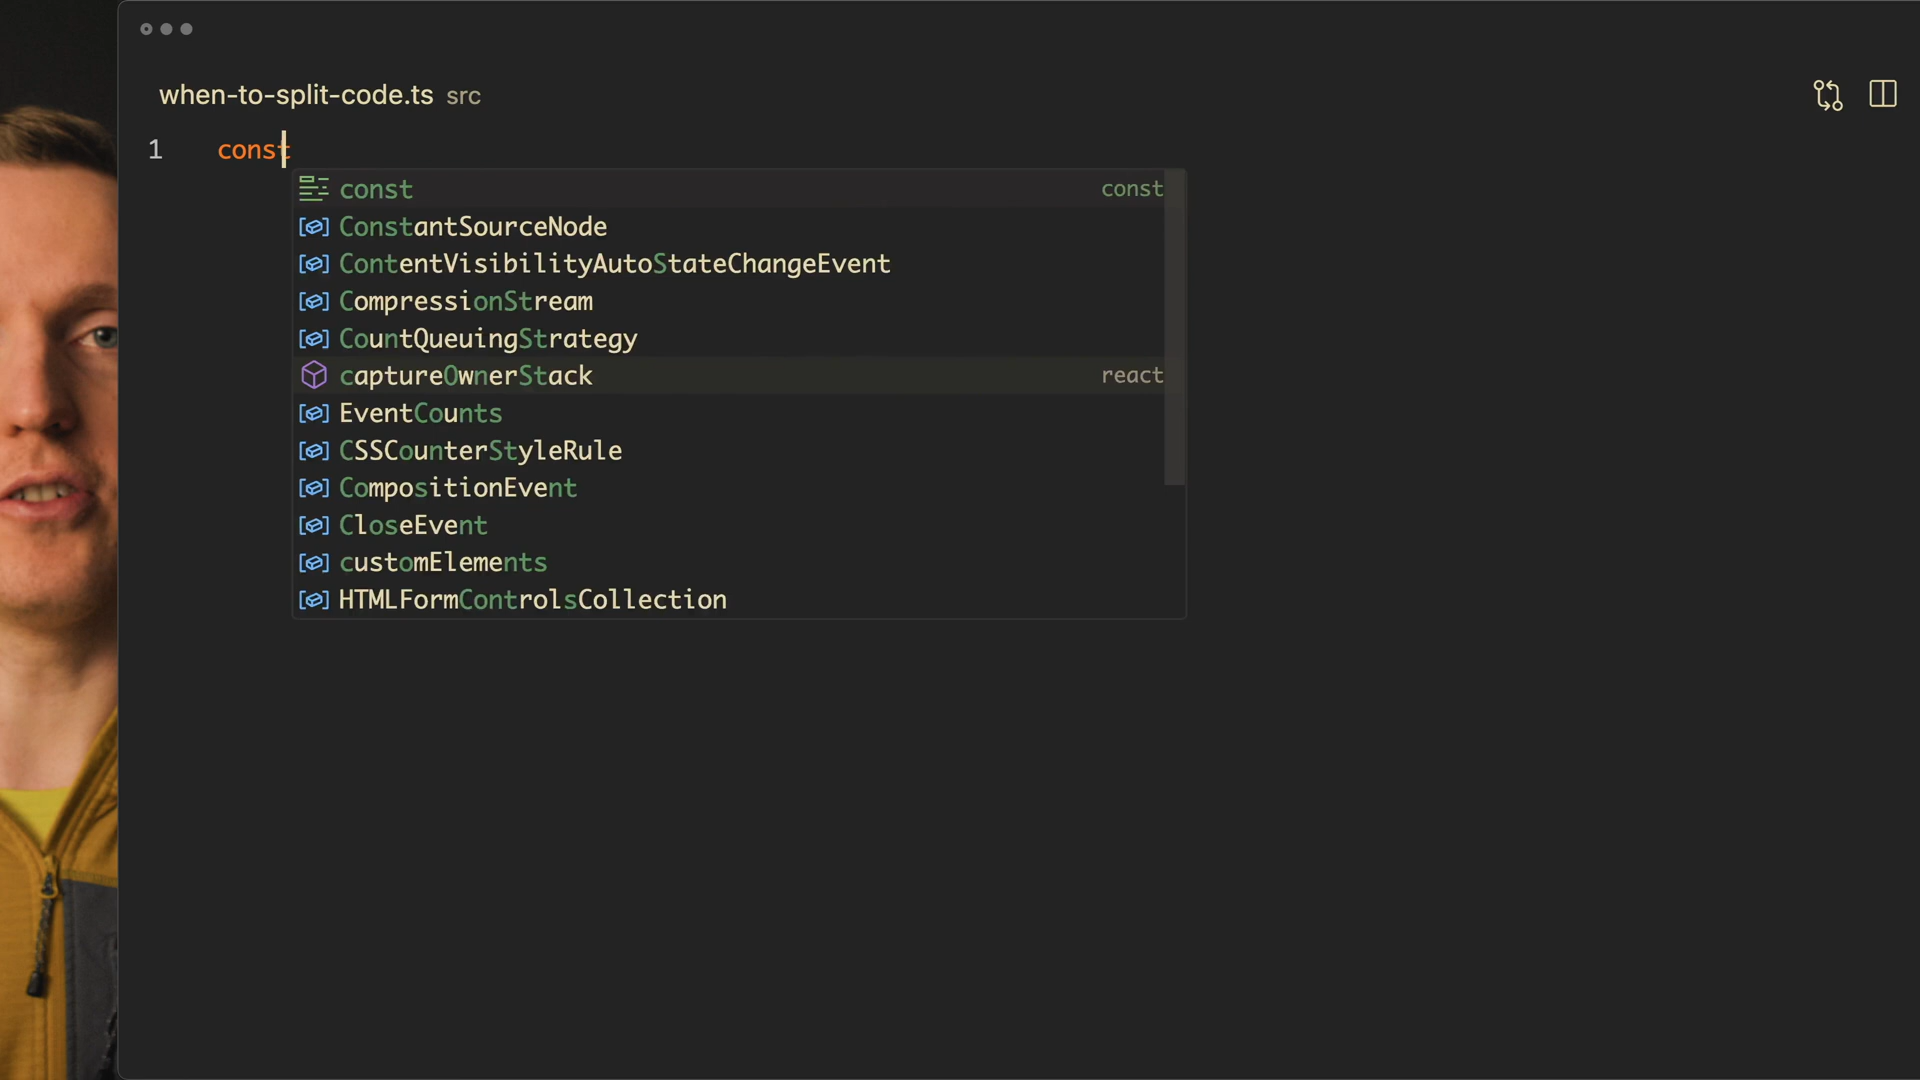 when-to-split-code.ts src
1 const
const const
ConstantSourceNode
ContentVisibilityAutoStateChangeEvent
CompressionStream
CountQueuingStrategy
captureOwnerStack react
EventCounts
CSSCounterStyleRule
CompositionEvent
CloseEvent
customElements
HTMLFormControlsCollection